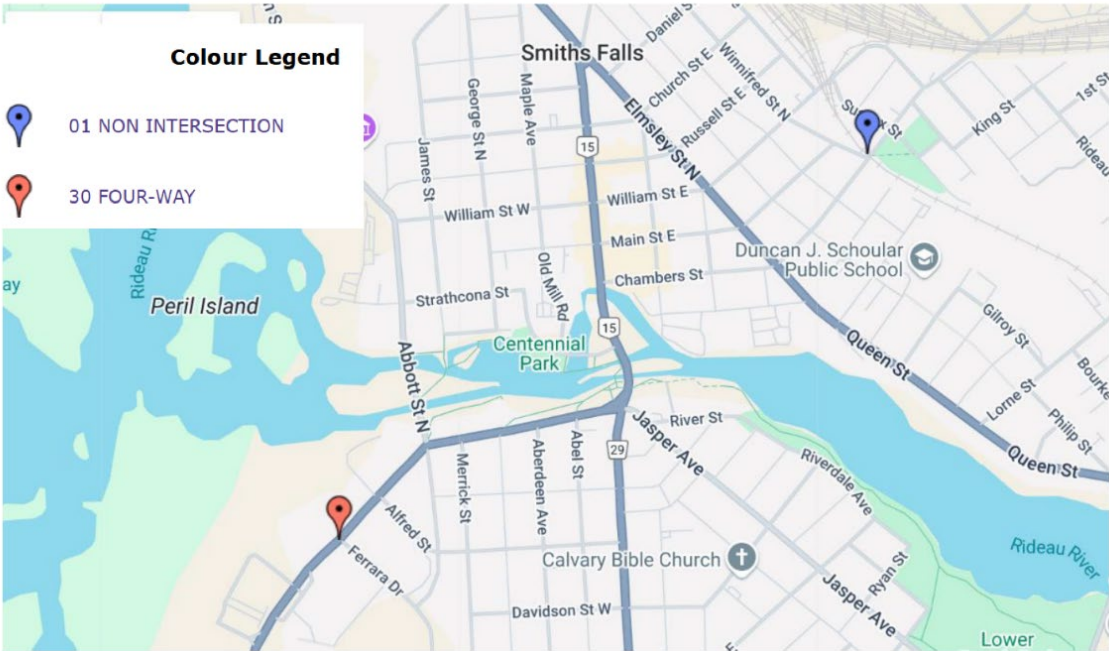 Colour Legend
01 NON INTERSECTION
30 FOUR-WAY
Smiths Falls
Daniel S
Church St E
Winnifred St N
Russell St E
Elmsley St N
King St
1st St
Rideau
George St N
Maple Ave
James St
15
William St W
William St E
Main St E
Chambers St
Old Mill Rd
Strathcona St
Duncan J. Schoular
Public School
ay
Peril Island
15
Centennial
Park
Abbott St N
Queen St
Gilroy St
Bourke
Lorne St
Philip St
Queen St
River St
29
Jasper Ave
Riverdale Ave
Merrick St
Aberdeen Ave
Abel St
Alfred St
Ferrara Dr
Calvary Bible Church
Ryan St
Rideau River
Davidson St W
Jasper Ave
Lower